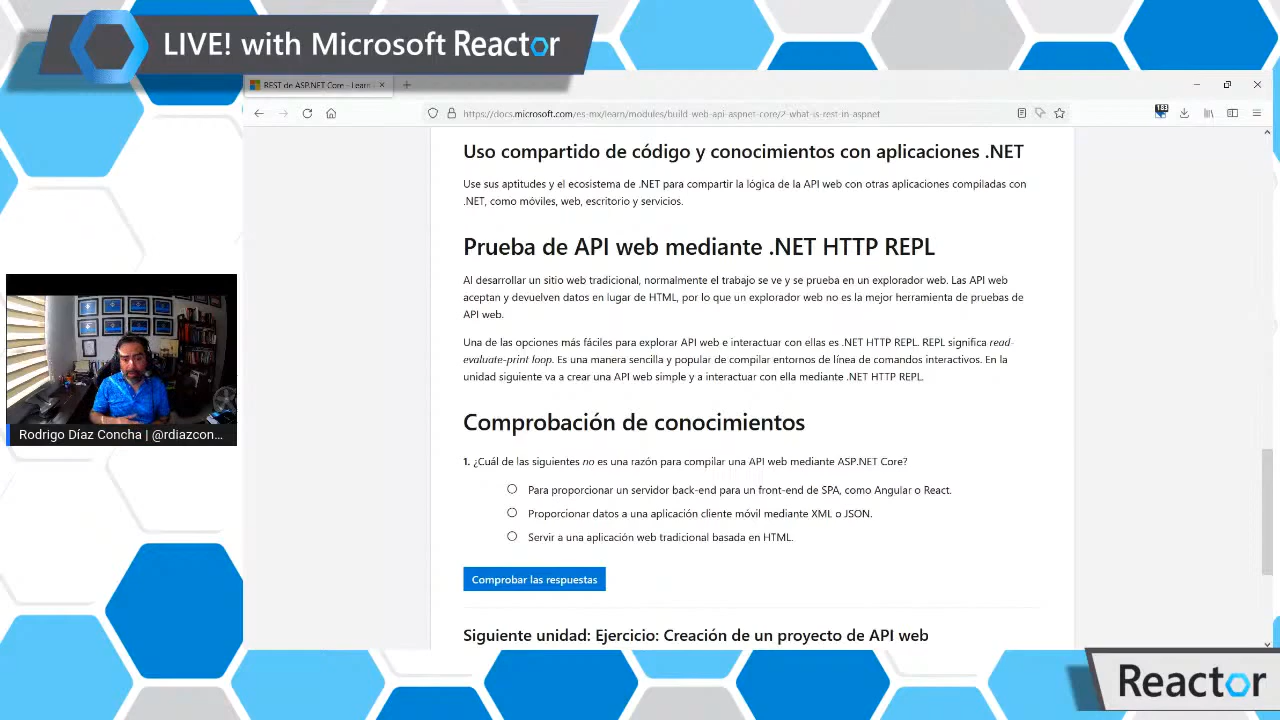 LIVE! with Microsoft Reactor
REST de ASP.NET Core - Learn
https://docs.microsoft.com/es-mx/learn/modules/build-web-api-aspnet-core/2-what-is-rest-in-aspnet
183
Uso compartido de código y conocimientos con aplicaciones .NET
Use sus aptitudes y el ecosistema de .NET para compartir la lógica de la API web con otras aplicaciones compiladas con
.NET, como móviles, web, escritorio y servicios.
Prueba de API web mediante .NET HTTP REPL
Al desarrollar un sitio web tradicional, normalmente el trabajo se ve y se prueba en un explorador web. Las API web
aceptan y devuelven datos en lugar de HTML, por lo que un explorador web no es la mejor herramienta de pruebas de
API web.
Una de las opciones más fáciles para explorar API web e interactuar con ellas es .NET HTTP REPL. REPL significa read-
evaluate-print loop. Es una manera sencilla y popular de compilar entornos de línea de comandos interactivos. En la
unidad siguiente va a crear una API web simple y a interactuar con ella mediante .NET HTTP REPL.
Comprobación de conocimientos
1. ¿Cuál de las siguientes no es una razón para compilar una API web mediante ASP.NET Core?
Para proporcionar un servidor back-end para un front-end de SPA, como Angular o React.
Proporcionar datos a una aplicación cliente móvil mediante XML o JSON.
Servir a una aplicación web tradicional basada en HTML.
Comprobar las respuestas
Siguiente unidad: Ejercicio: Creación de un proyecto de API web
Rodrigo Díaz Concha | @rdiazcon...
Reactor